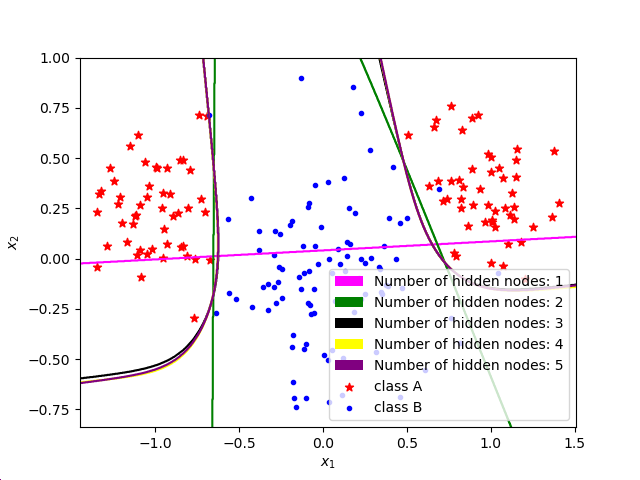 1.00
0.75
0.50
0.25
0.00
−0.25
−0.50
−0.75
x₂
Number of hidden nodes: 1
Number of hidden nodes: 2
Number of hidden nodes: 3
Number of hidden nodes: 4
Number of hidden nodes: 5
class A
class B
−1.0 −0.5 0.0 0.5 1.0 1.5
x₁